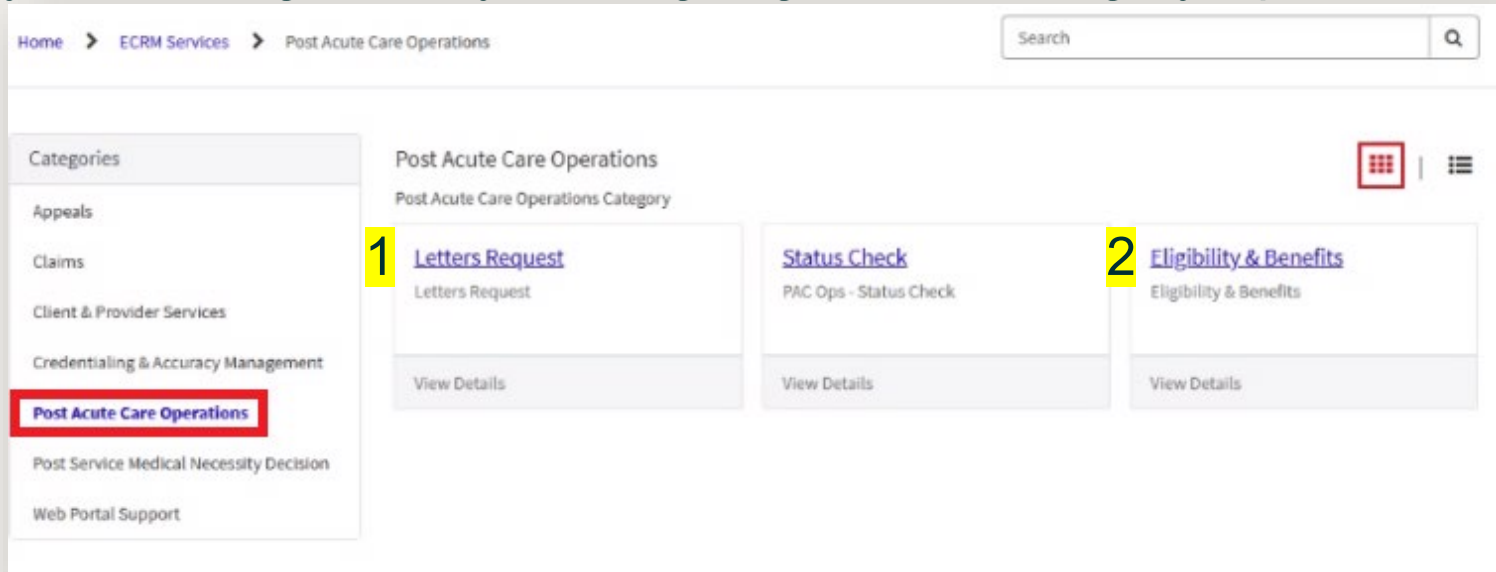 Home > ECRM Services > Post Acute Care Operations
Search
Categories
Appeals
Claims
Client & Provider Services
Credentialing & Accuracy Management
Post Acute Care Operations
Post Service Medical Necessity Decision
Web Portal Support
Post Acute Care Operations
Post Acute Care Operations Category
1 Letters Request
Letters Request
View Details
Status Check
PAC Ops - Status Check
View Details
2 Eligibility & Benefits
Eligibility & Benefits
View Details